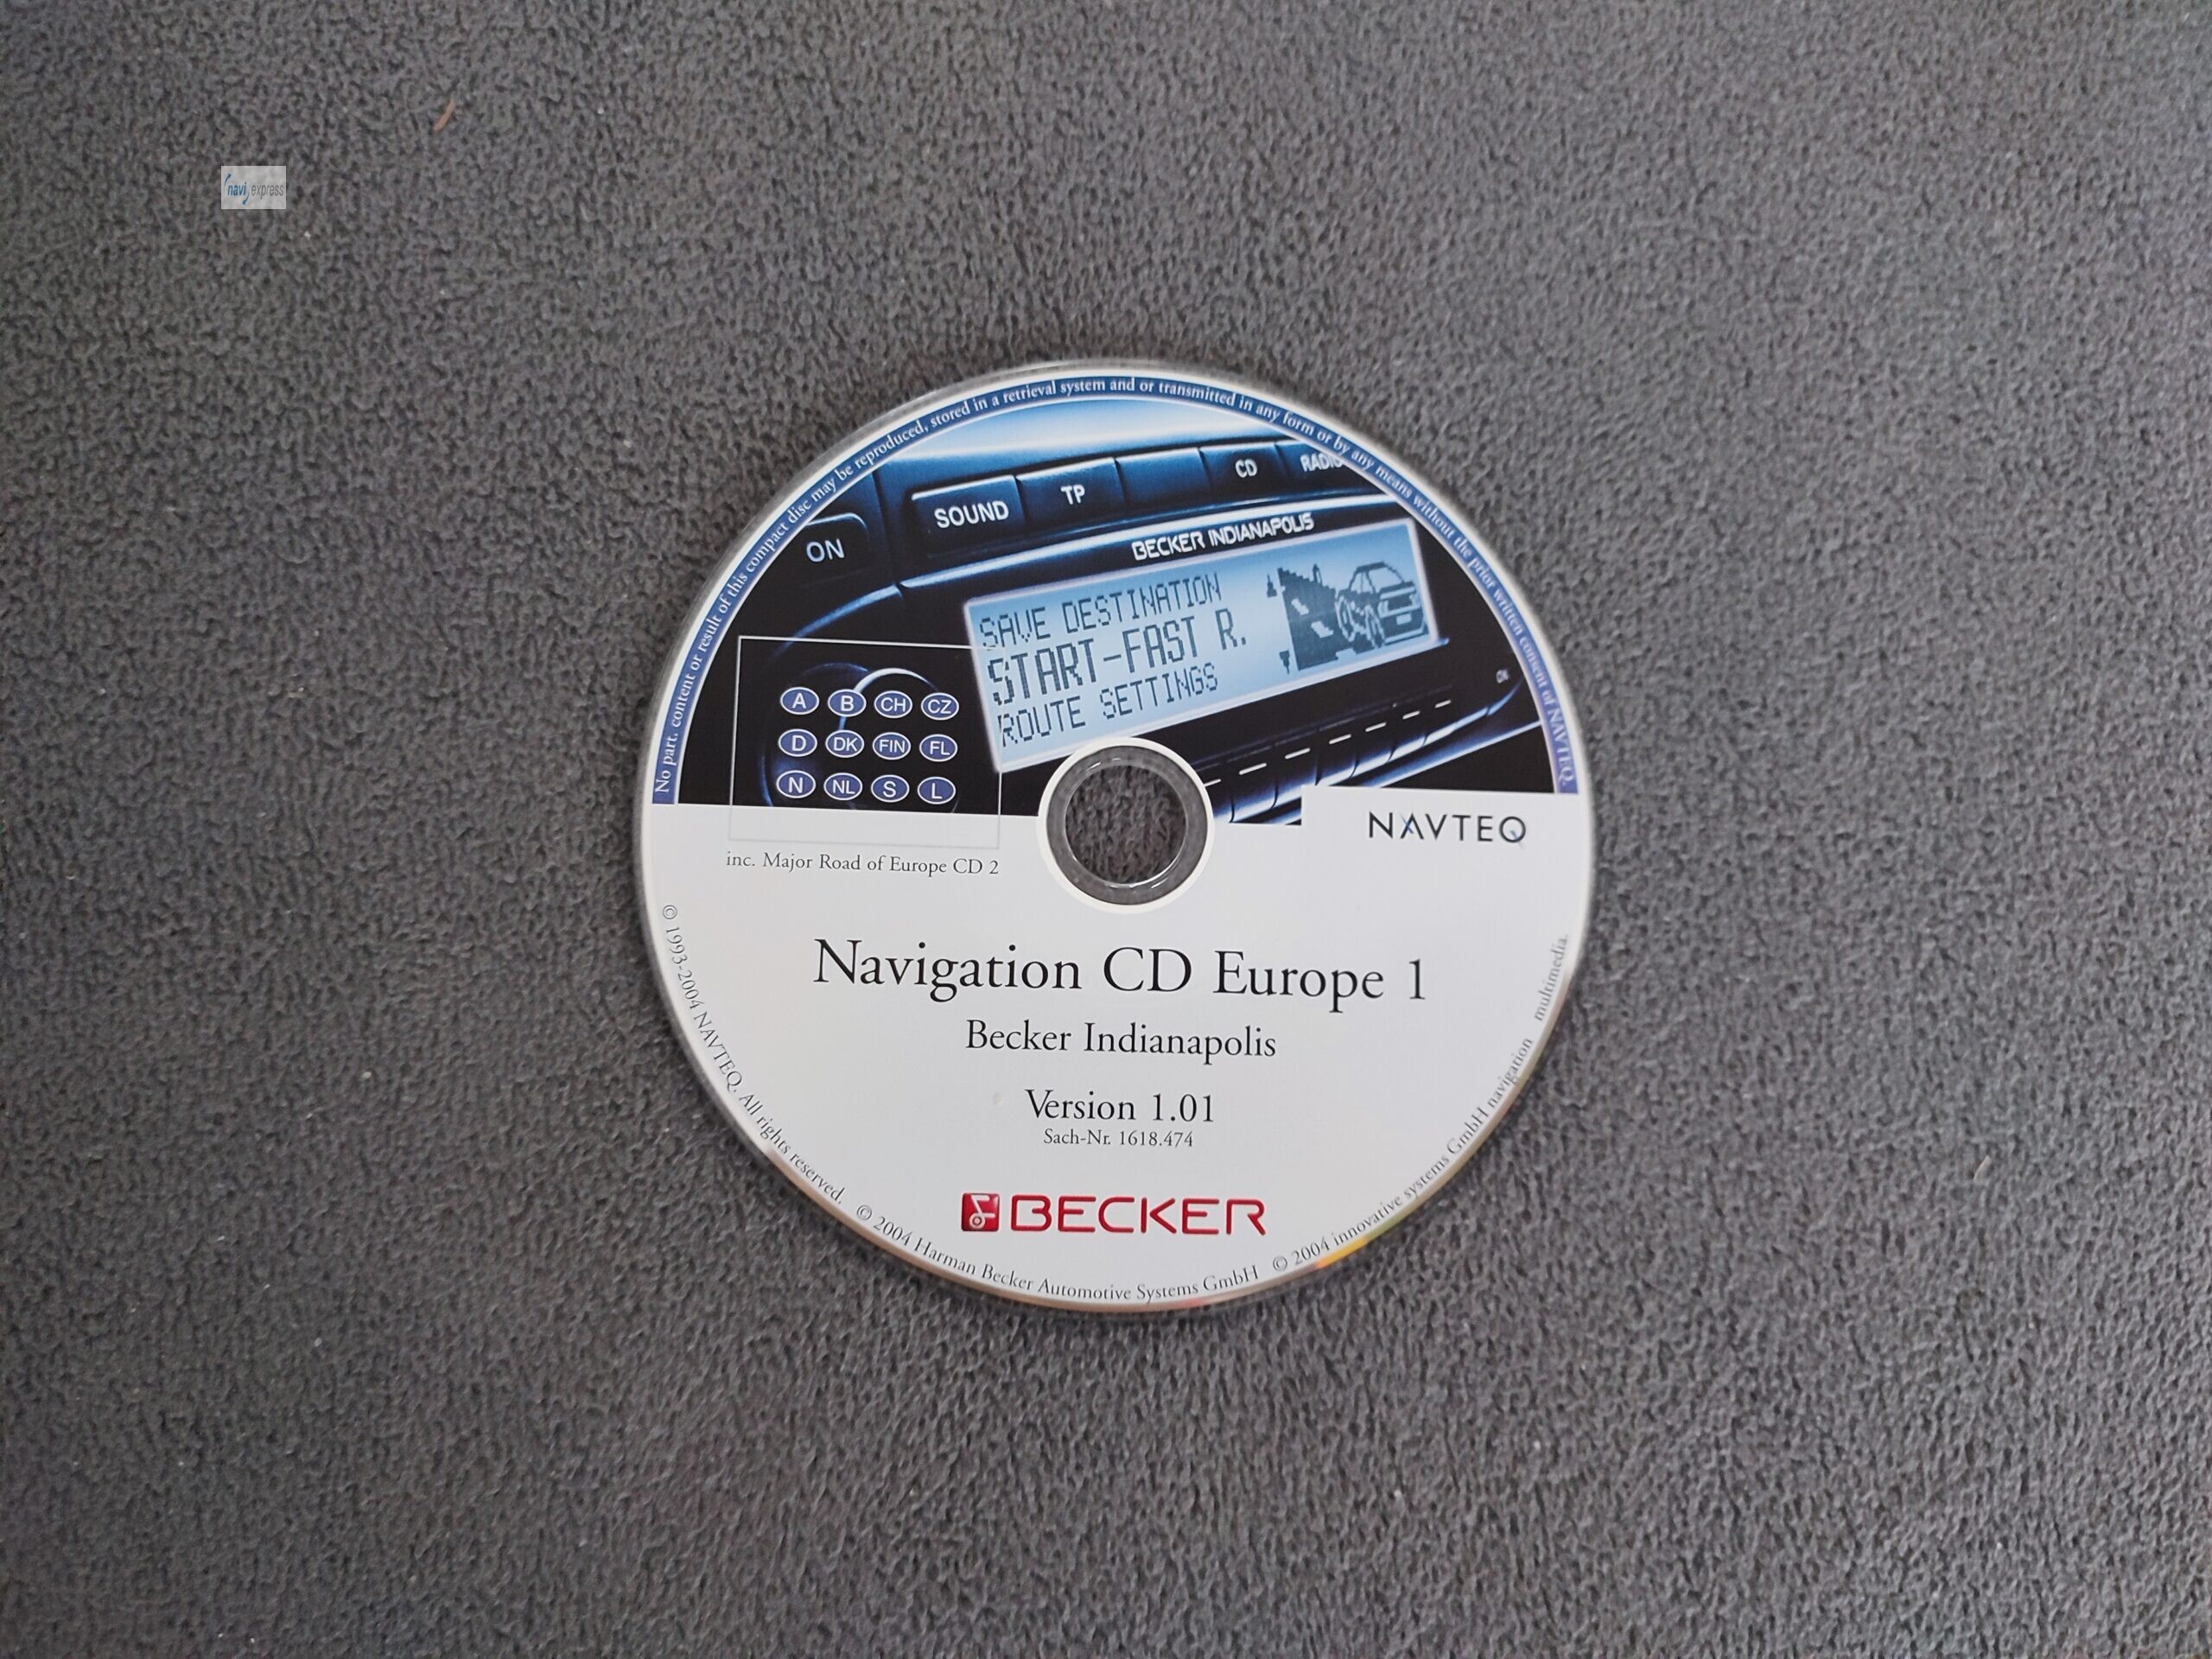 navi express
No part. content or result of this compact disc may be reproduced, stored in a retrieval system and or transmitted in any form or by any means without the prior written consent of NAVTEQ.
ON
SOUND
TP
CD
RADIO
BECKER INDIANAPOLIS
SAVE DESTINATION
START-FAST R.
ROUTE SETTINGS
ON
A B CH CZ
D DK FIN FL
N NL S L
NAVTEQ
inc. Major Road of Europe CD 2
Navigation CD Europe 1
Becker Indianapolis
Version 1.01
Sach-Nr. 1618.474
BECKER
© 1993-2004 NAVTEQ. All rights reserved. © 2004 Harman Becker Automotive Systems GmbH © 2004 innovative systems GmbH navigation multimedia.